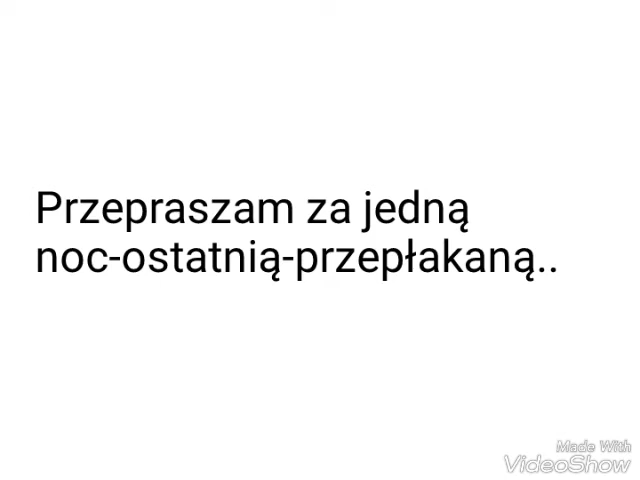 Przepraszam za jedną
noc-ostatnią-przepłakaną..
Made With
VideoShow